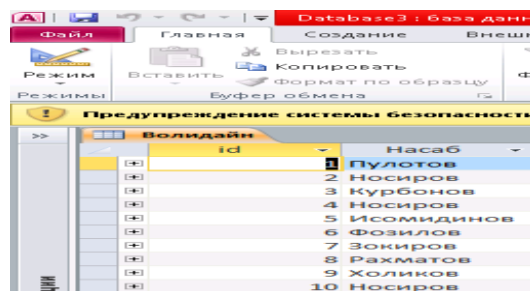 Database3 : база данн
Файл Главная Создание Внеш
Режим Вставить Вырезать
Копировать
Формат по образцу
Режимы Буфер обмена
Предупреждение системы безопасност
>> Волидайн
id Насаб
1 Пулотов
2 Носиров
3 Курбонов
4 Носиров
5 Исомидинов
6 Фозилов
7 Зокиров
8 Рахматов
9 Холиков
10 Носиров